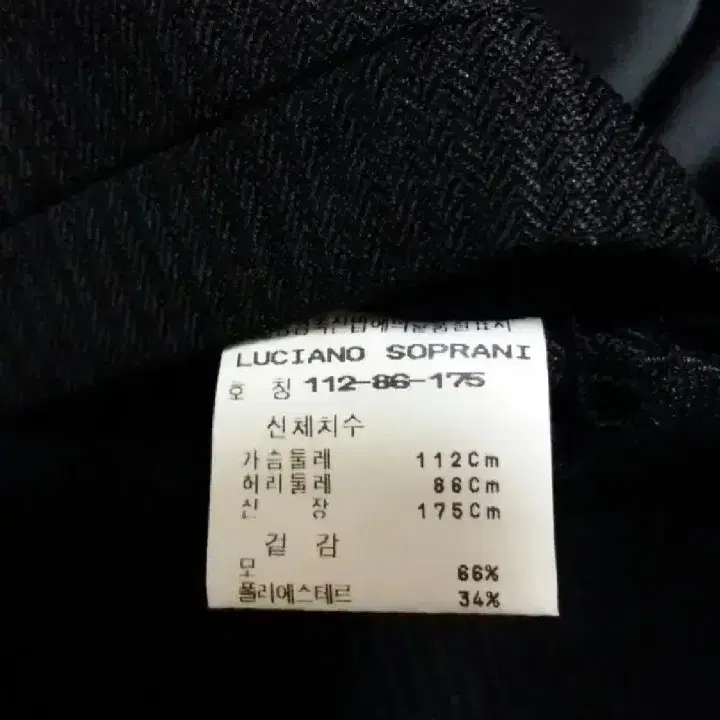 LUCIANO SOPRANI
호 칭 112-86-175
신체치수
가슴둘레 112Cm
허리둘레 86Cm
신 장 175Cm
겉 감
모 66%
폴리에스테르 34%